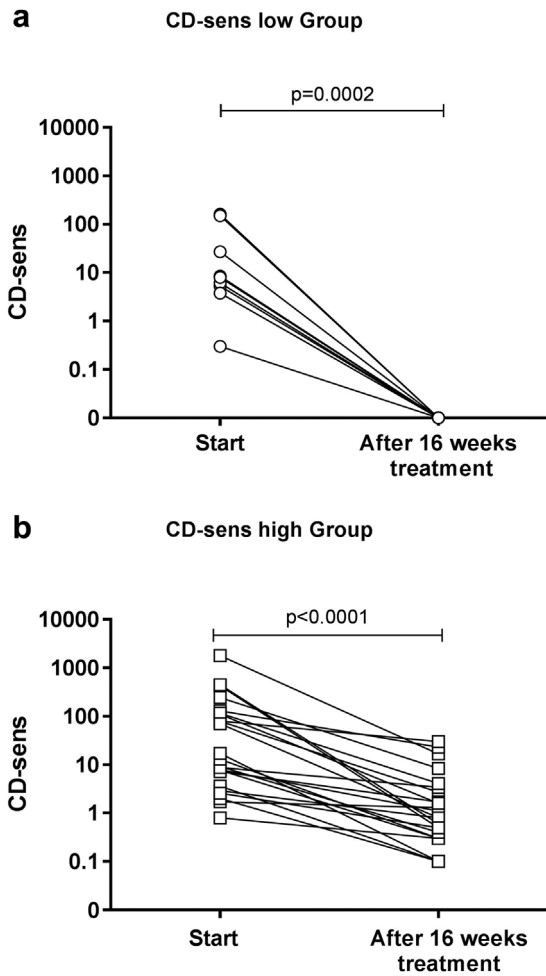 a
CD-sens low Group
p=0.0002
10000
1000
100
10
1
0.1
0
CD-sens
Start
After 16 weeks
treatment
b
CD-sens high Group
p<0.0001
10000
1000
100
10
1
0.1
0
CD-sens
Start
After 16 weeks
treatment